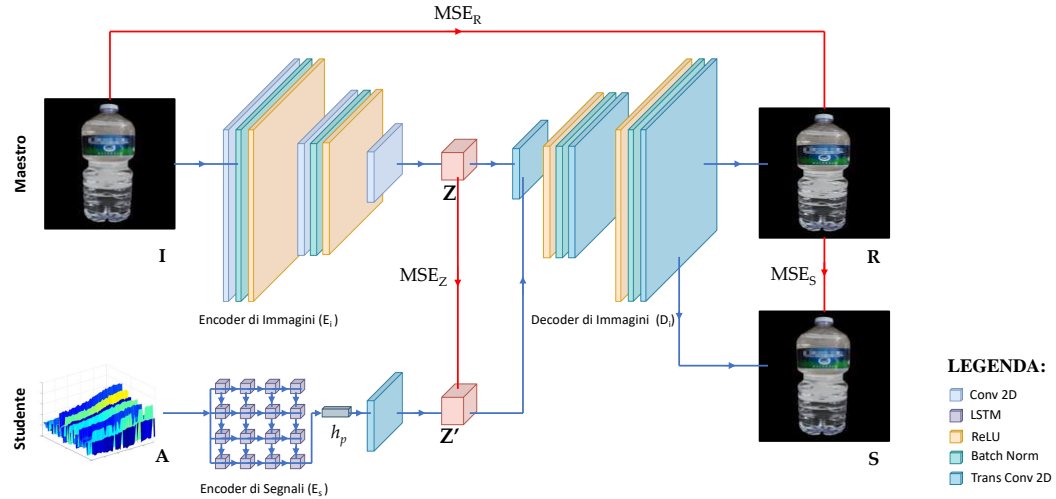 MSE_R
Maestro
I
Z
R
MSE_Z
MSE_S
Encoder di Immagini (E_i)
Decoder di Immagini (D_i)
Studente
A
h_p
Z'
S
Encoder di Segnali (E_s)
LEGENDA:
Conv 2D
LSTM
ReLU
Batch Norm
Trans Conv 2D